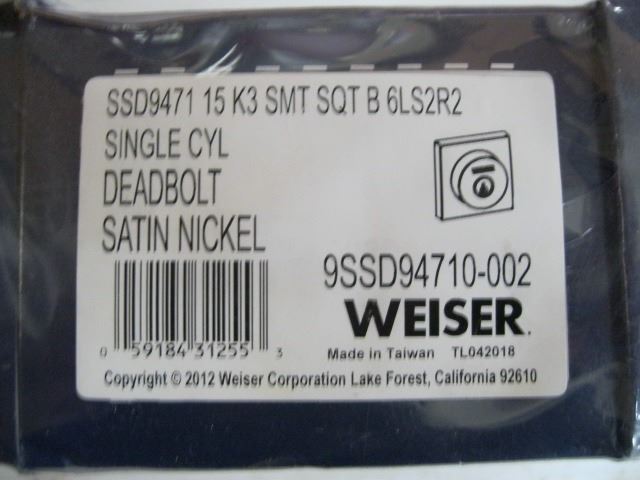 SSD9471 15 K3 SMT SQT B 6LS2R2
SINGLE CYL
DEADBOLT
SATIN NICKEL
9SSD94710-002
WEISER.
0 59184 31255 3
Made in Taiwan TL042018
Copyright © 2012 Weiser Corporation Lake Forest, California 92610